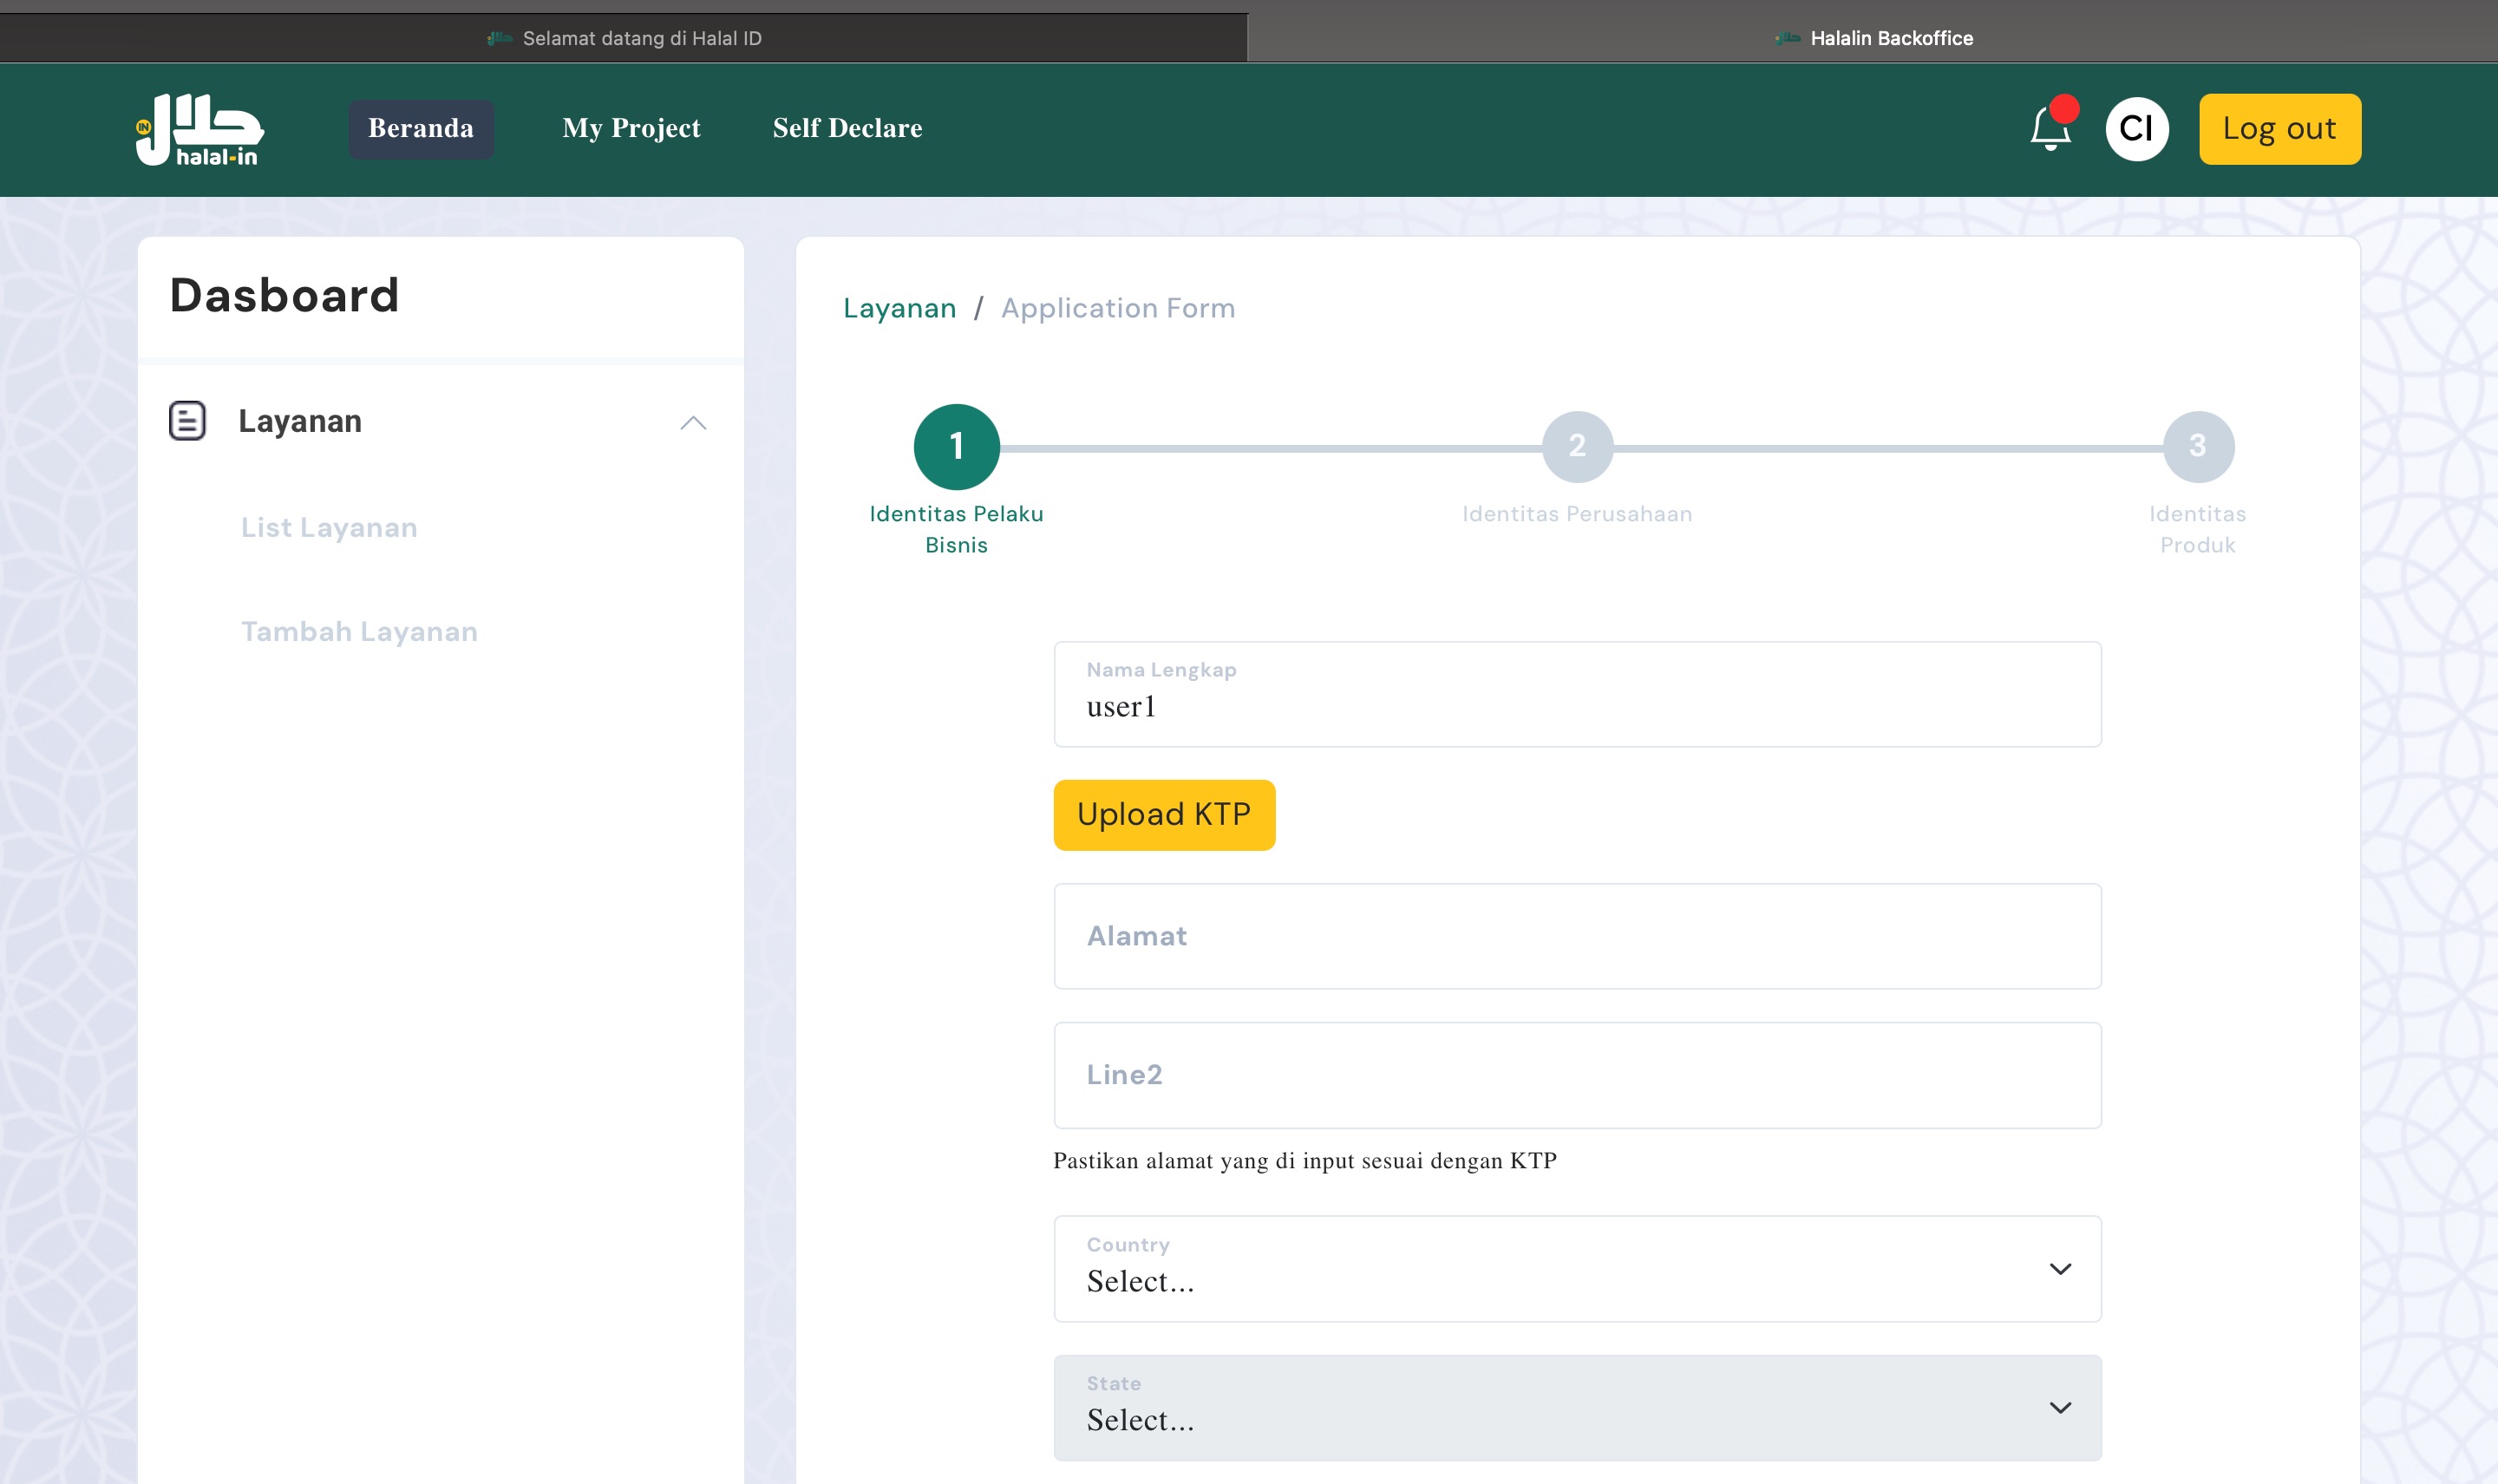 Selamat datang di Halal ID
Halalin Backoffice
حلال
IN
halal-in
Beranda
My Project
Self Declare
CI
Log out
Dasboard
Layanan
List Layanan
Tambah Layanan
Layanan / Application Form
1
2
3
Identitas Pelaku
Bisnis
Identitas Perusahaan
Identitas
Produk
Nama Lengkap
user1
Upload KTP
Alamat
Line2
Pastikan alamat yang di input sesuai dengan KTP
Country
Select...
State
Select...